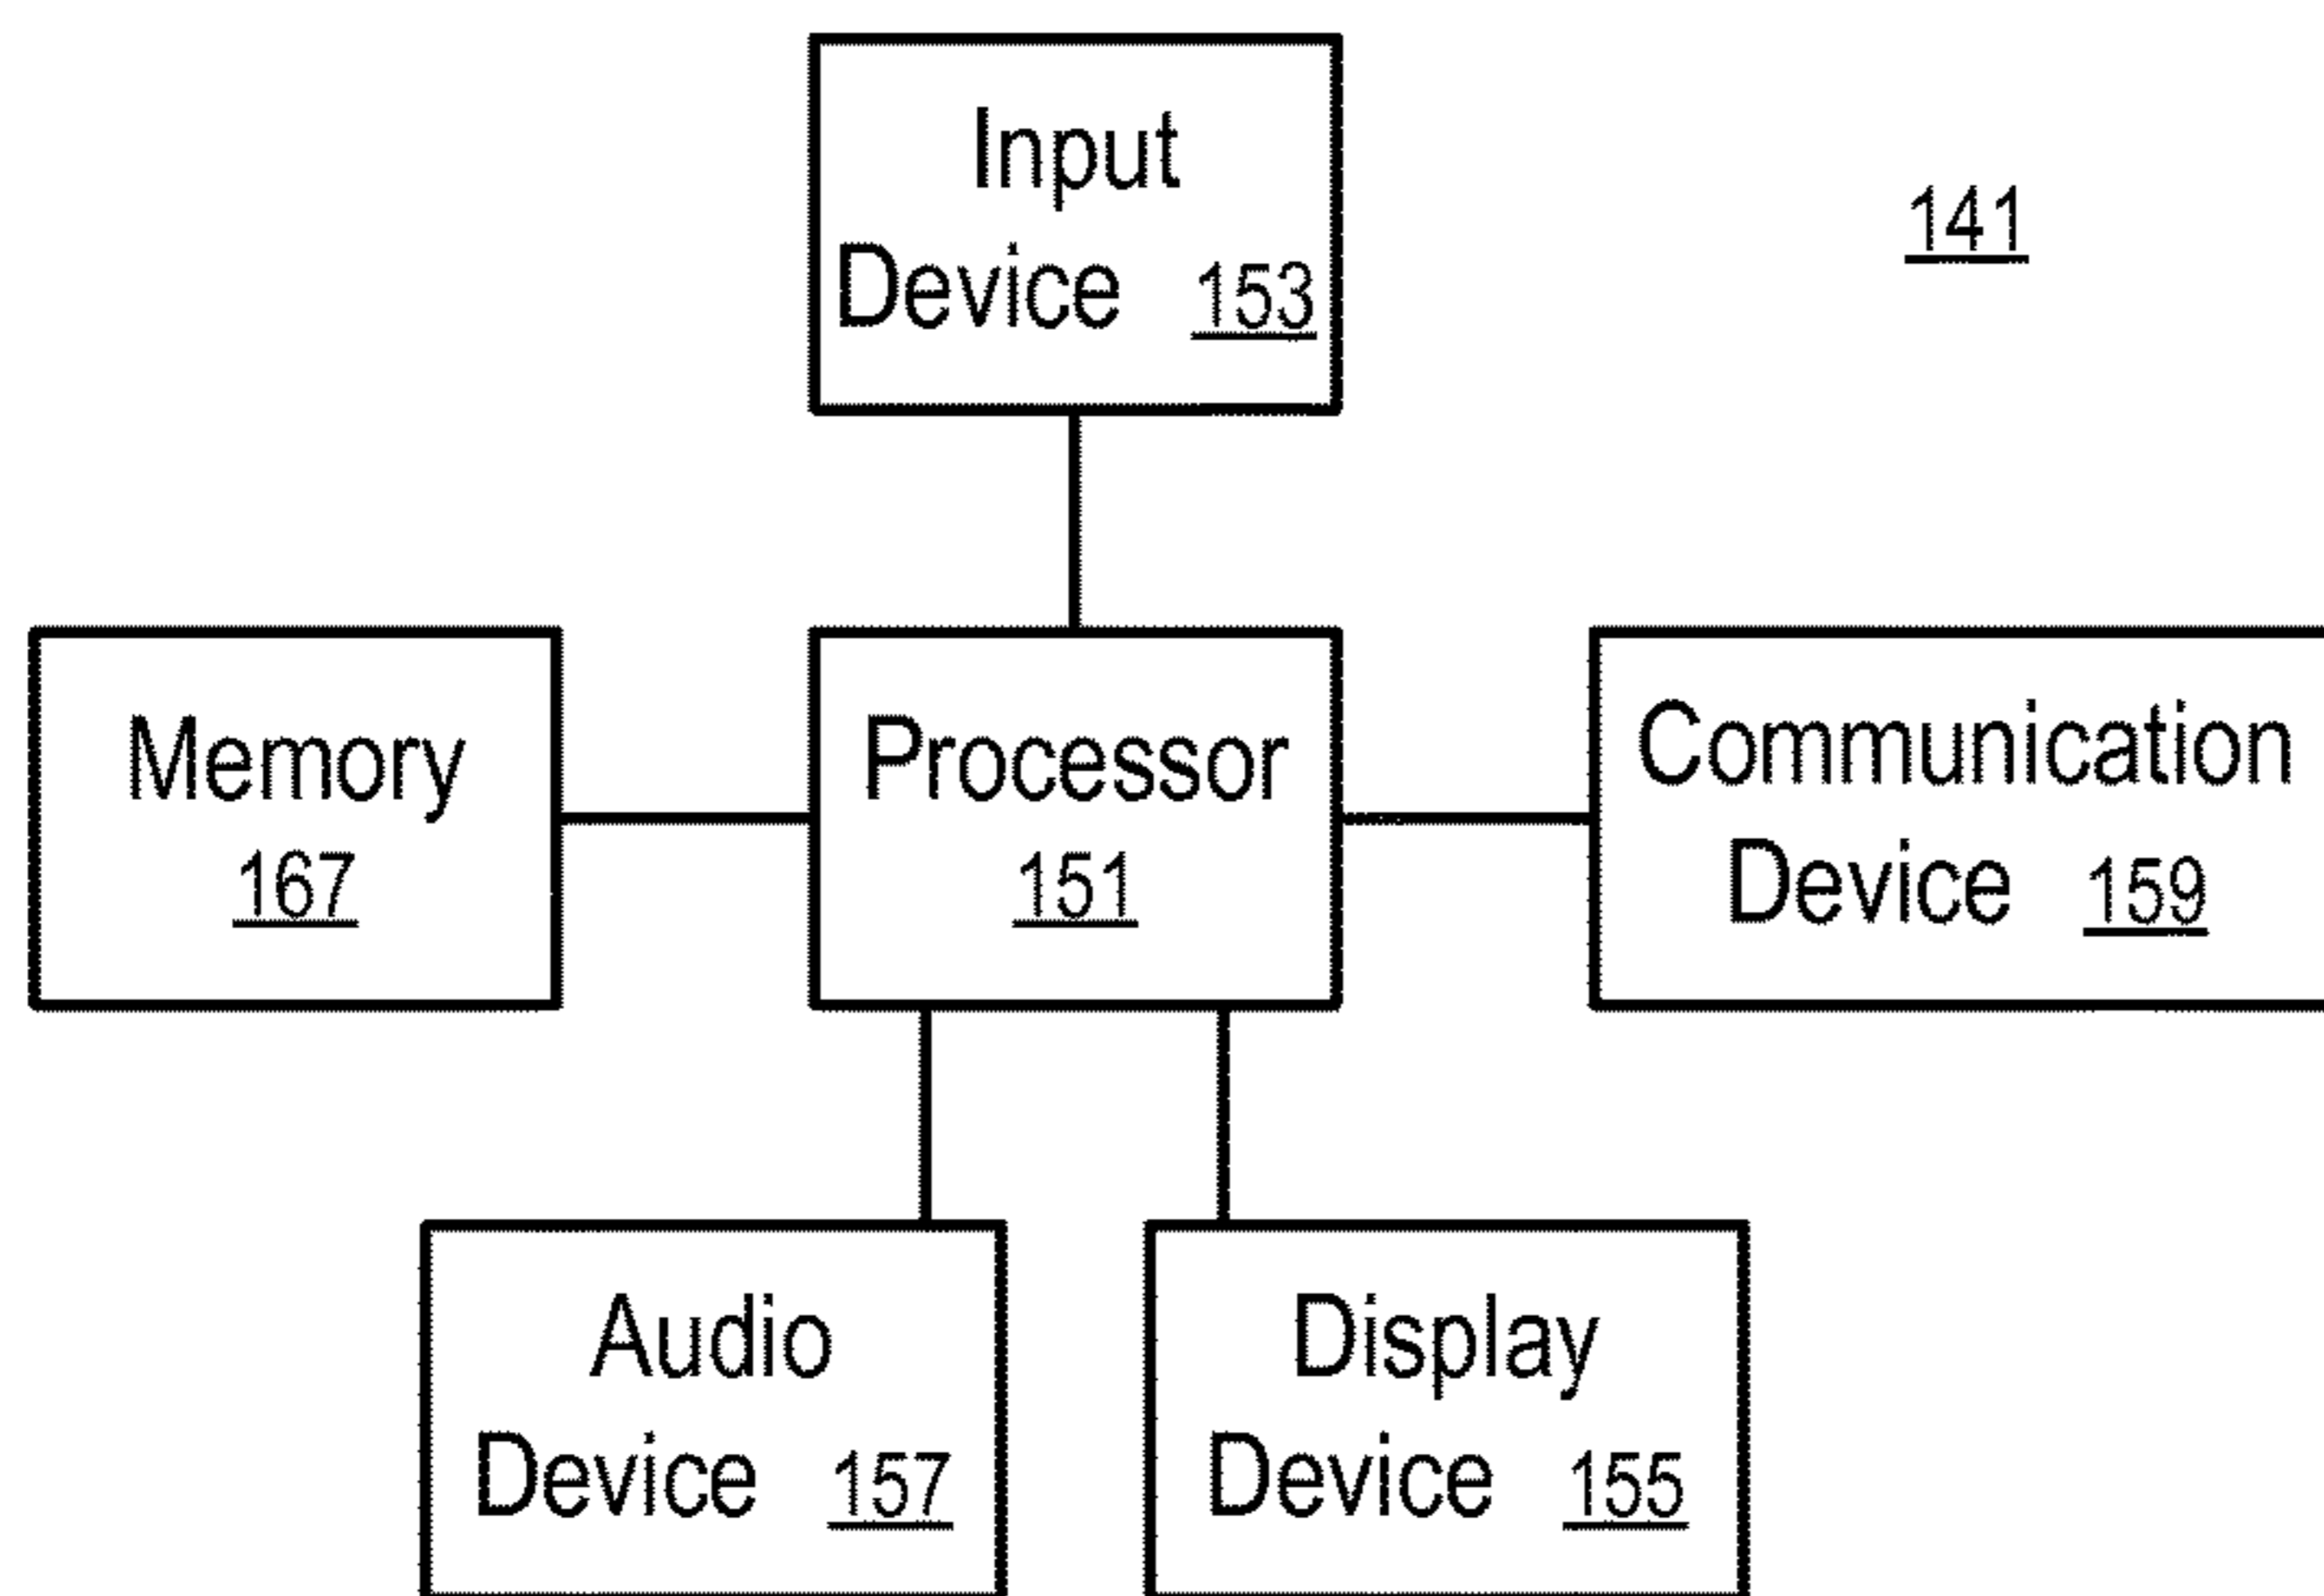 Input
Device 153
141
Memory
167
Processor
151
Communication
Device 159
Audio
Device 157
Display
Device 155